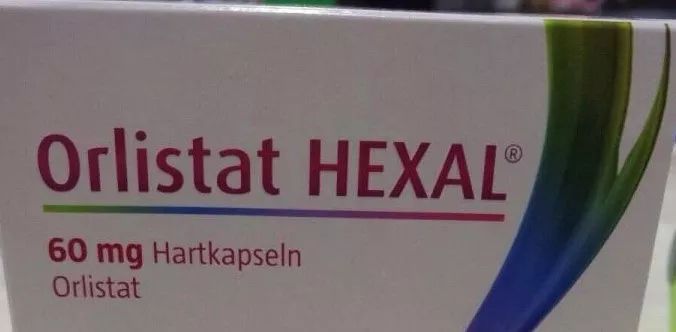 Orlistat HEXAL®
60 mg Hartkapseln
Orlistat